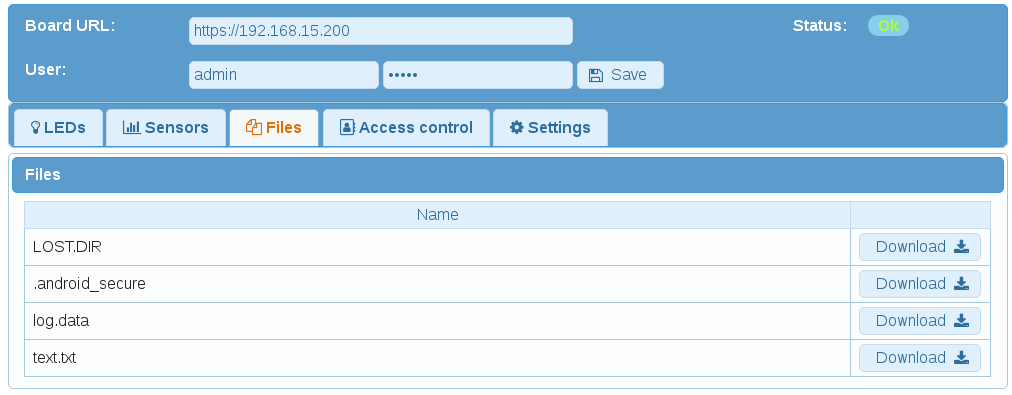 Board URL: https://192.168.15.200 Status: Ok
User: admin ••••• Save
LEDs Sensors Files Access control Settings
Files
Name
LOST.DIR Download
.android_secure Download
log.data Download
text.txt Download